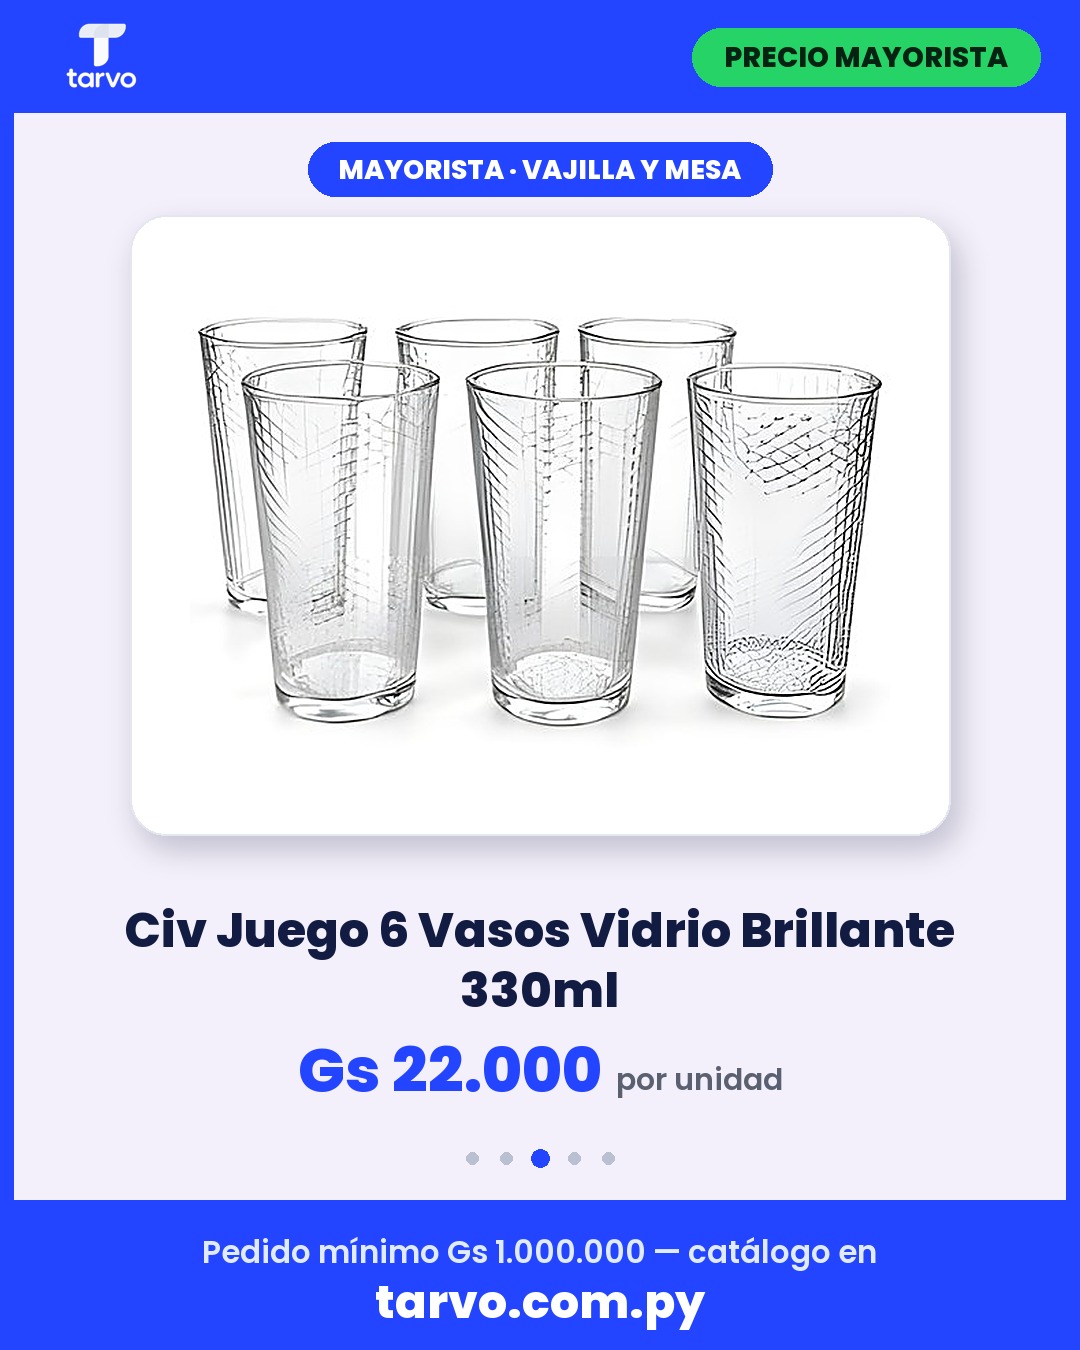 tarvo
PRECIO MAYORISTA
MAYORISTA · VAJILLA Y MESA
Civ Juego 6 Vasos Vidrio Brillante
330ml
Gs 22.000 por unidad
Pedido mínimo Gs 1.000.000 — catálogo en
tarvo.com.py